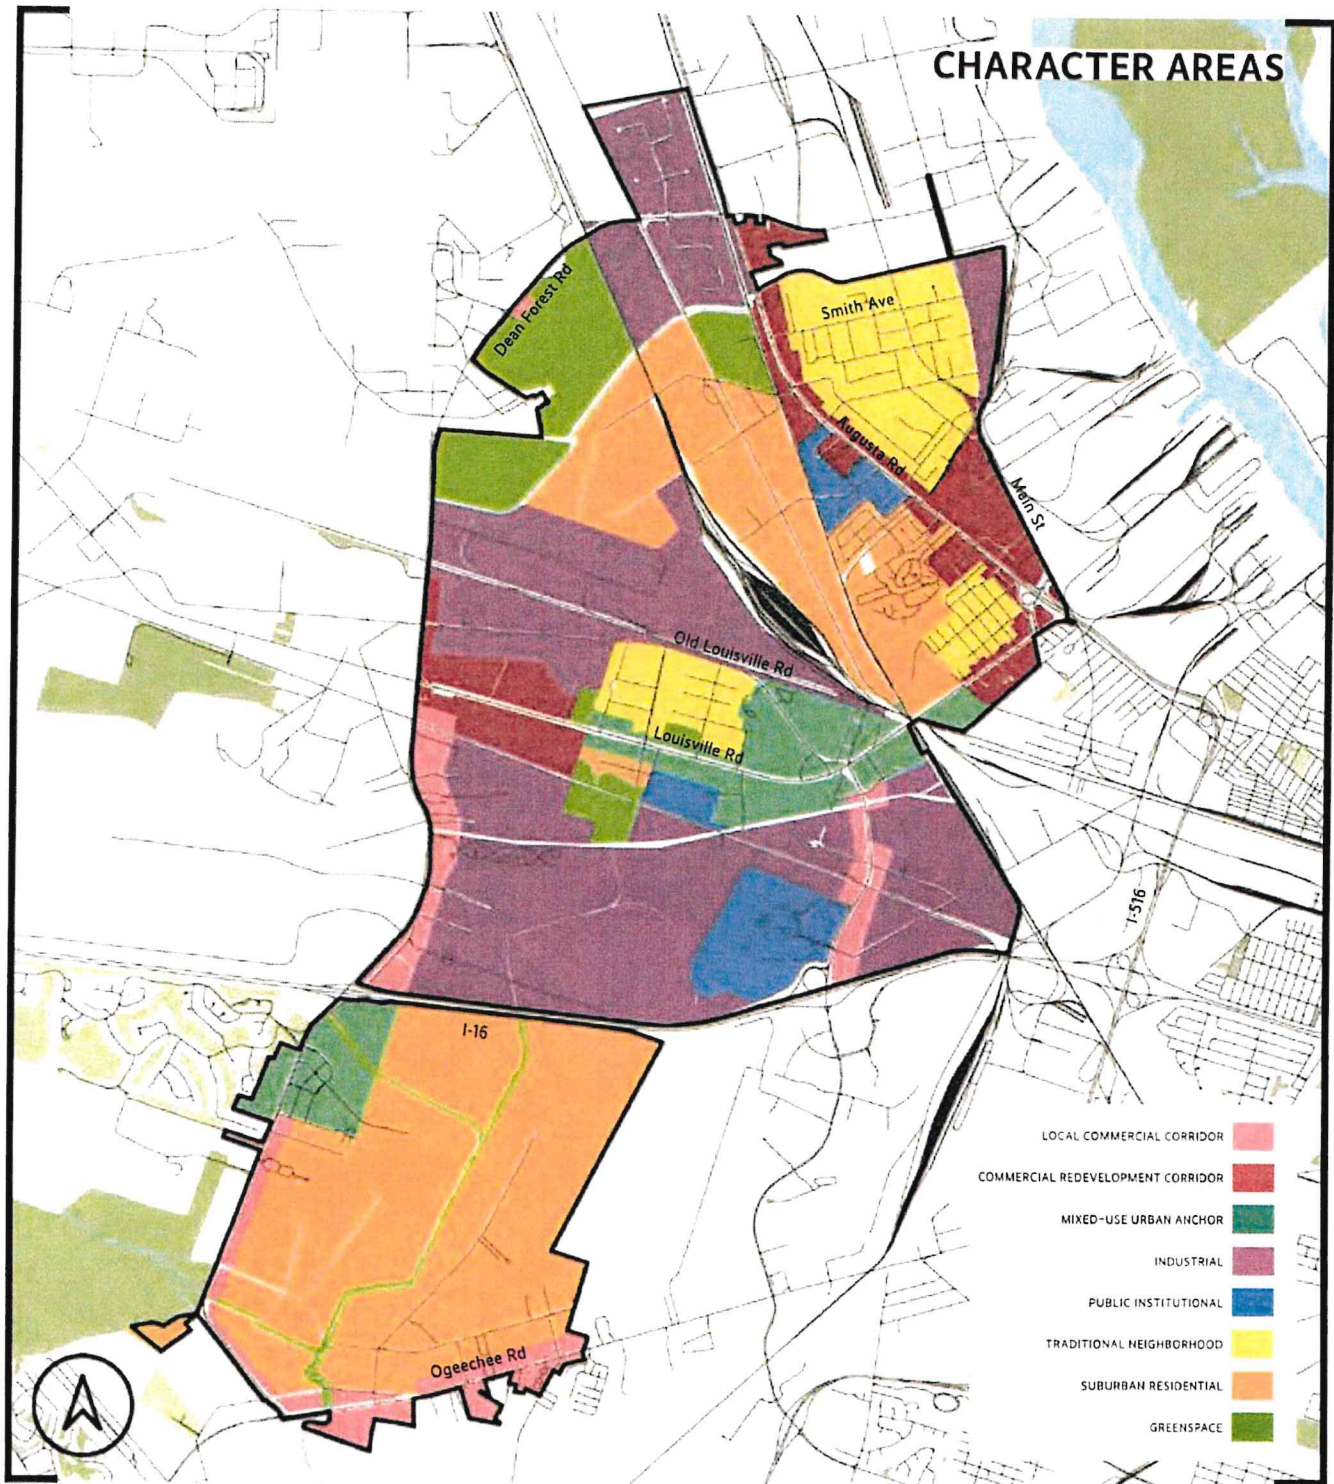 CHARACTER AREAS
Dean Forest Rd
Smith Ave
Augusta Rd
Main St
Old Louisville Rd
Louisville Rd
I-516
I-16
Ogeechee Rd
LOCAL COMMERCIAL CORRIDOR
COMMERCIAL REDEVELOPMENT CORRIDOR
MIXED-USE URBAN ANCHOR
INDUSTRIAL
PUBLIC INSTITUTIONAL
TRADITIONAL NEIGHBORHOOD
SUBURBAN RESIDENTIAL
GREENSPACE